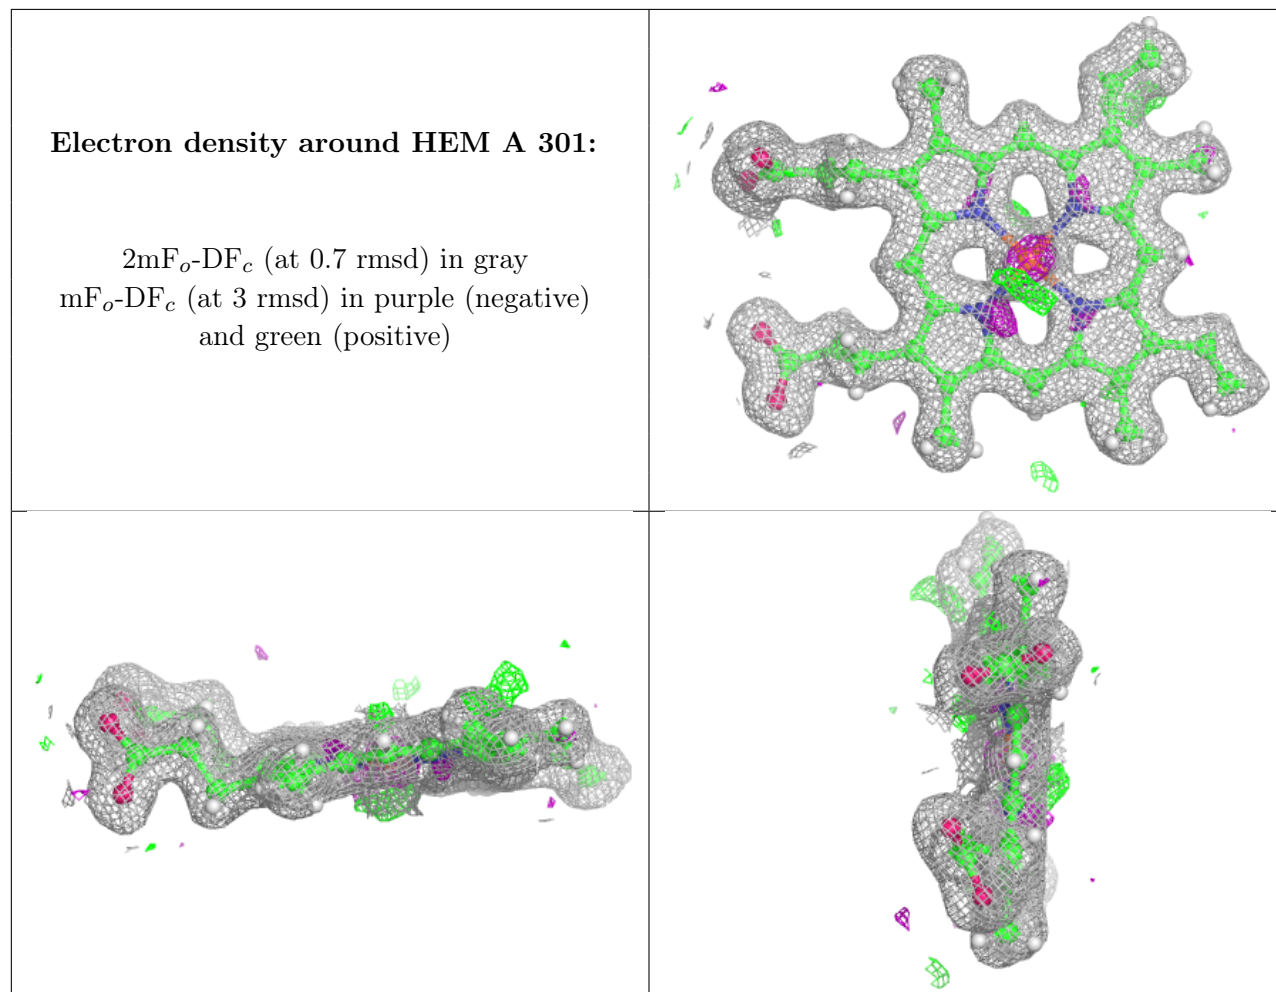 Electron density around HEM A 301:
2mFo-DFc (at 0.7 rmsd) in gray
mFo-DFc (at 3 rmsd) in purple (negative)
and green (positive)